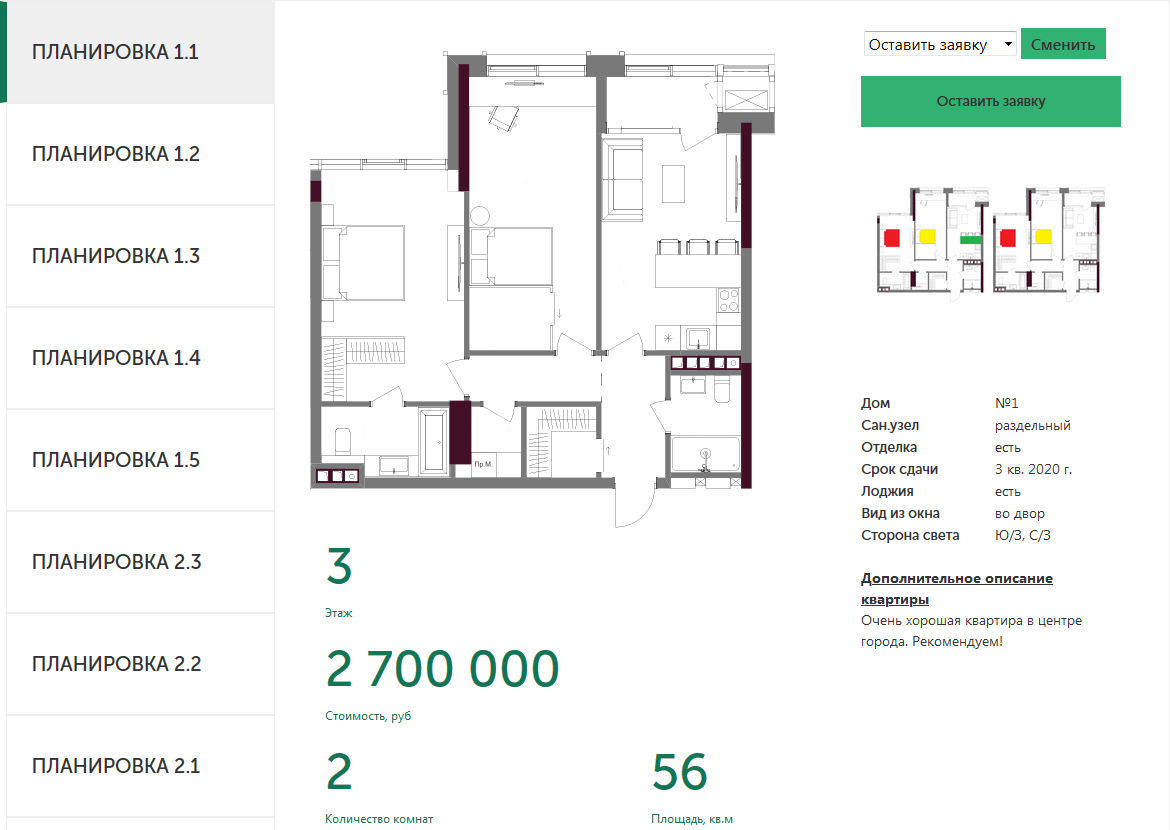 ПЛАНИРОВКА 1.1
ПЛАНИРОВКА 1.2
ПЛАНИРОВКА 1.3
ПЛАНИРОВКА 1.4
ПЛАНИРОВКА 1.5
ПЛАНИРОВКА 2.3
ПЛАНИРОВКА 2.2
ПЛАНИРОВКА 2.1
Пр.М.
3
Этаж
2 700 000
Стоимость, руб
2
Количество комнат
56
Площадь, кв.м
Оставить заявку
Сменить
Оставить заявку
Дом №1
Сан.узел раздельный
Отделка есть
Срок сдачи 3 кв. 2020 г.
Лоджия есть
Вид из окна во двор
Сторона света Ю/З, С/З
Дополнительное описание
квартиры
Очень хорошая квартира в центре
города. Рекомендуем!